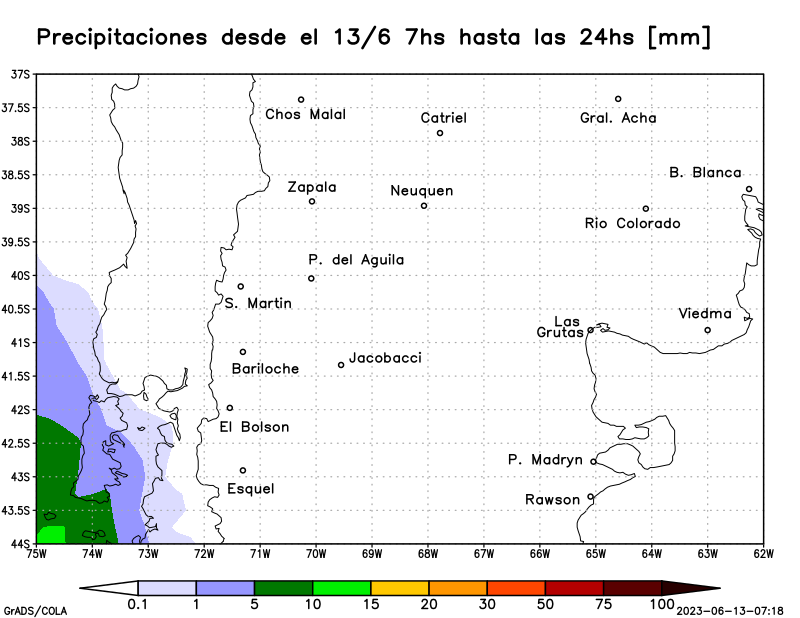 Precipitaciones desde el 13/6 7hs hasta las 24hs [mm]
37S
37.5S
38S
38.5S
39S
39.5S
40S
40.5S
41S
41.5S
42S
42.5S
43S
43.5S
44S
Chos Malal
Catriel
Gral. Acha
B. Blanca
Zapala
Neuquen
Rio Colorado
P. del Aguila
S. Martin
Las
Grutas
Viedma
Bariloche
Jacobacci
El Bolson
P. Madryn
Esquel
Rawson
75W 74W 73W 72W 71W 70W 69W 68W 67W 66W 65W 64W 63W 62W
0.1 1 5 10 15 20 30 50 75 100
GrADS/COLA
2023-06-13-07:18